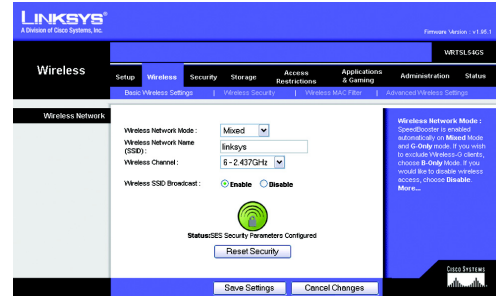 LINKSYS®
A Division of Cisco Systems, Inc.
Firmware Version : v1.95.1
WRTSL54GS
Wireless
Setup Wireless Security Storage Access Restrictions Applications & Gaming Administration Status
Basic Wireless Settings | Wireless Security | Wireless MAC Filter | Advanced Wireless Settings
Wireless Network
Wireless Network Mode : Mixed
Wireless Network Name (SSID) : linksys
Wireless Channel : 6 - 2.437GHz
Wireless SSID Broadcast : Enable Disable
Status:SES Security Parameters Configured
Reset Security
Wireless Network Mode :
SpeedBooster is enabled
automatically on Mixed Mode
and G-Only mode. If you wish
to exclude Wireless-G clients,
choose B-Only Mode. If you
would like to disable wireless
access, choose Disable.
More...
Save Settings Cancel Changes
CISCO SYSTEMS